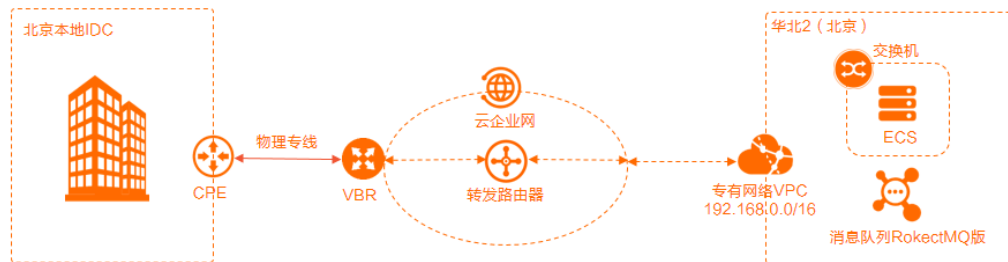 北京本地IDC
CPE
物理专线
VBR
云企业网
转发路由器
华北2（北京）
交换机
ECS
专有网络VPC
192.168.0.0/16
消息队列RokectMQ版